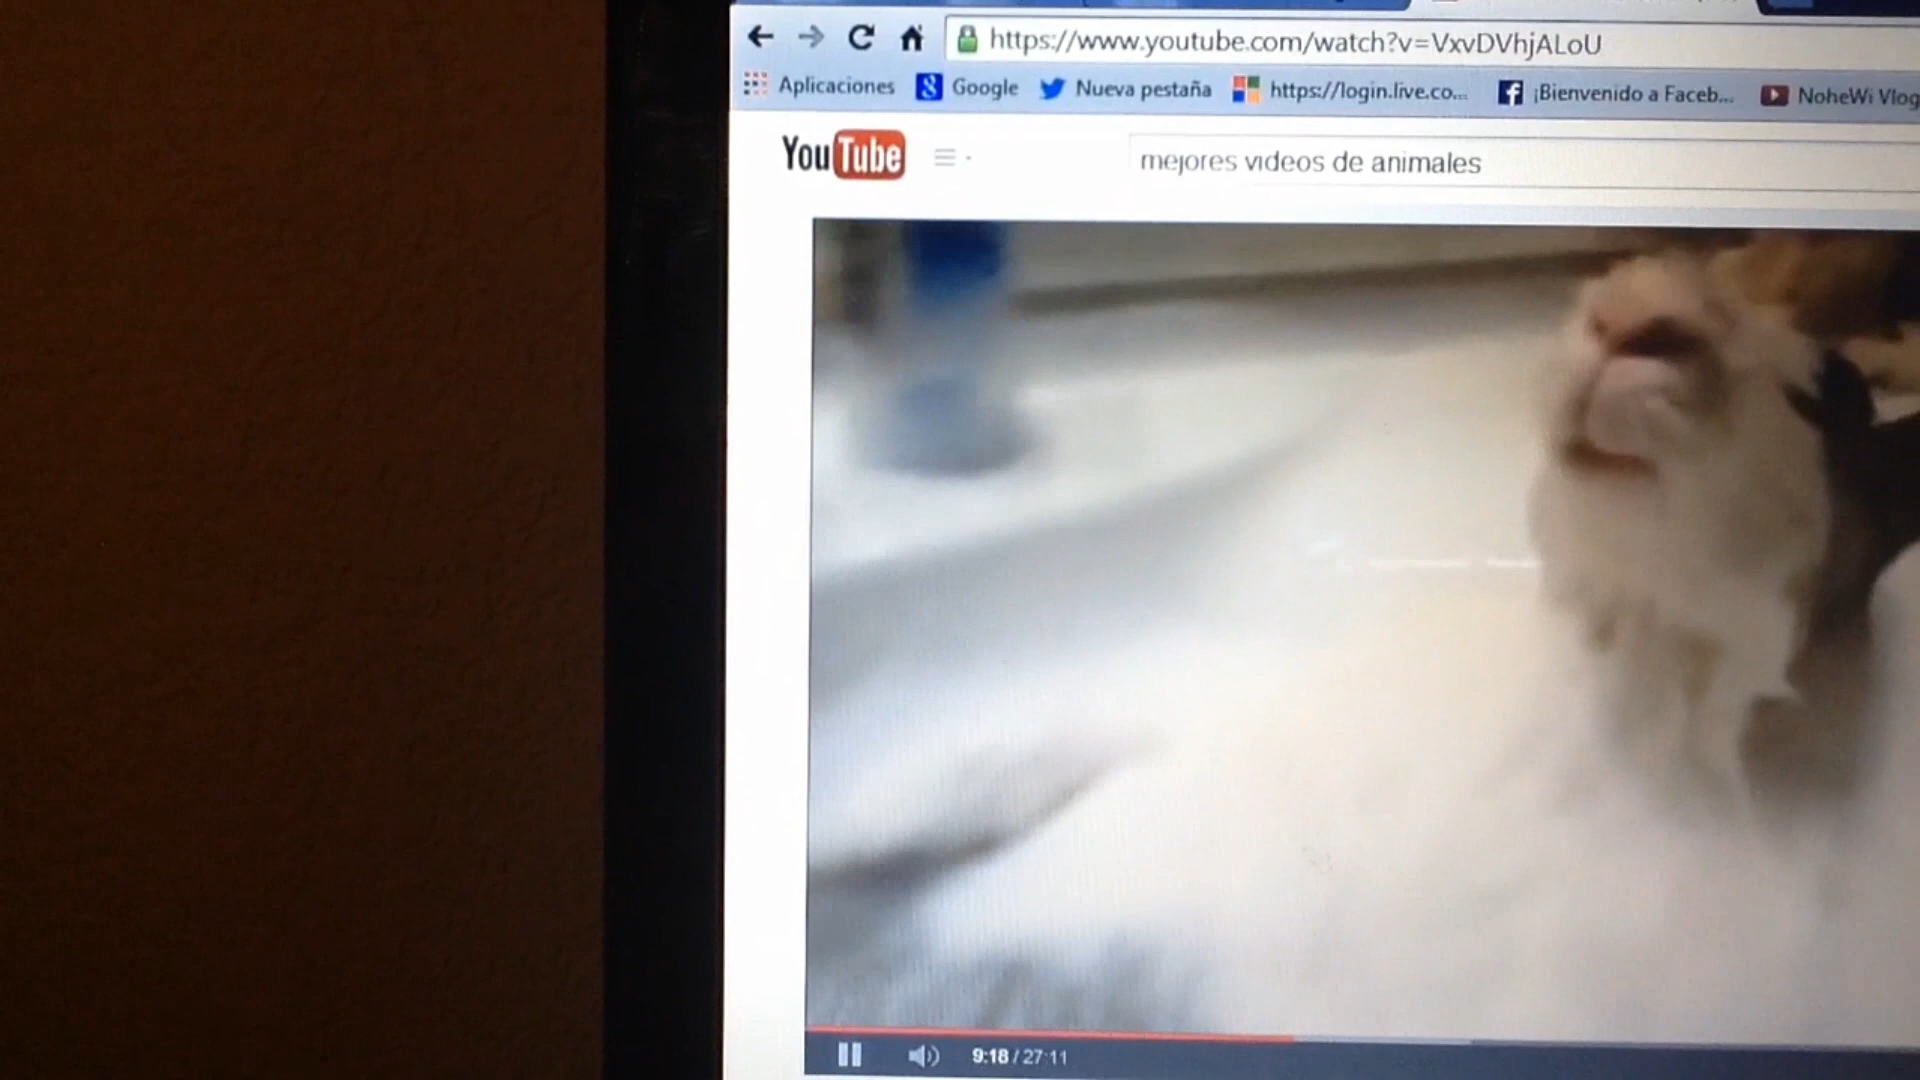 https://www.youtube.com/watch?v=VxvDVhjALoU
Aplicaciones Google Nueva pestaña https://login.live.co... ¡Bienvenido a Faceb... NoheWi Vlog
YouTube mejores videos de animales
9:18 / 27:11